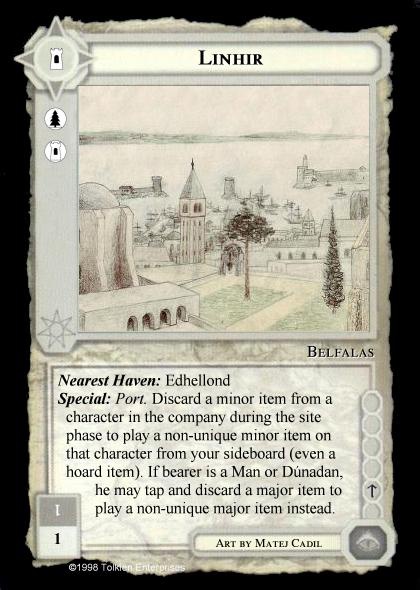 Linhir
Belfalas
Nearest Haven: Edhellond
Special: Port. Discard a minor item from a
character in the company during the site
phase to play a non-unique minor item on
that character from your sideboard (even a
hoard item). If bearer is a Man or Dúnadan,
he may tap and discard a major item to
play a non-unique major item instead.
1
1
Art by Matej Cadil
©1998 Tolkien Enterprises